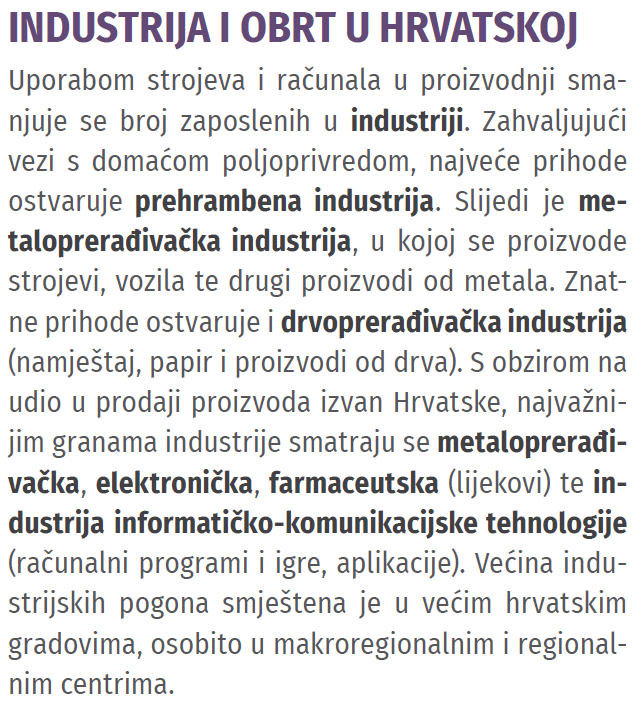 INDUSTRIJA I OBRT U HRVATSKOJ
Uporabom strojeva i računala u proizvodnji sma-
njuje se broj zaposlenih u industriji. Zahvaljujući
vezi s domaćom poljoprivredom, najveće prihode
ostvaruje prehrambena industrija. Slijedi je me-
taloprerađivačka industrija, u kojoj se proizvode
strojevi, vozila te drugi proizvodi od metala. Znat-
ne prihode ostvaruje i drvoprerađivačka industrija
(namještaj, papir i proizvodi od drva). S obzirom na
udio u prodaji proizvoda izvan Hrvatske, najvažni-
jim granama industrije smatraju se metaloprerađi-
vačka, elektronička, farmaceutska (lijekovi) te in-
dustrija informatičko-komunikacijske tehnologije
(računalni programi i igre, aplikacije). Većina indu-
strijskih pogona smještena je u većim hrvatskim
gradovima, osobito u makroregionalnim i regional-
nim centrima.